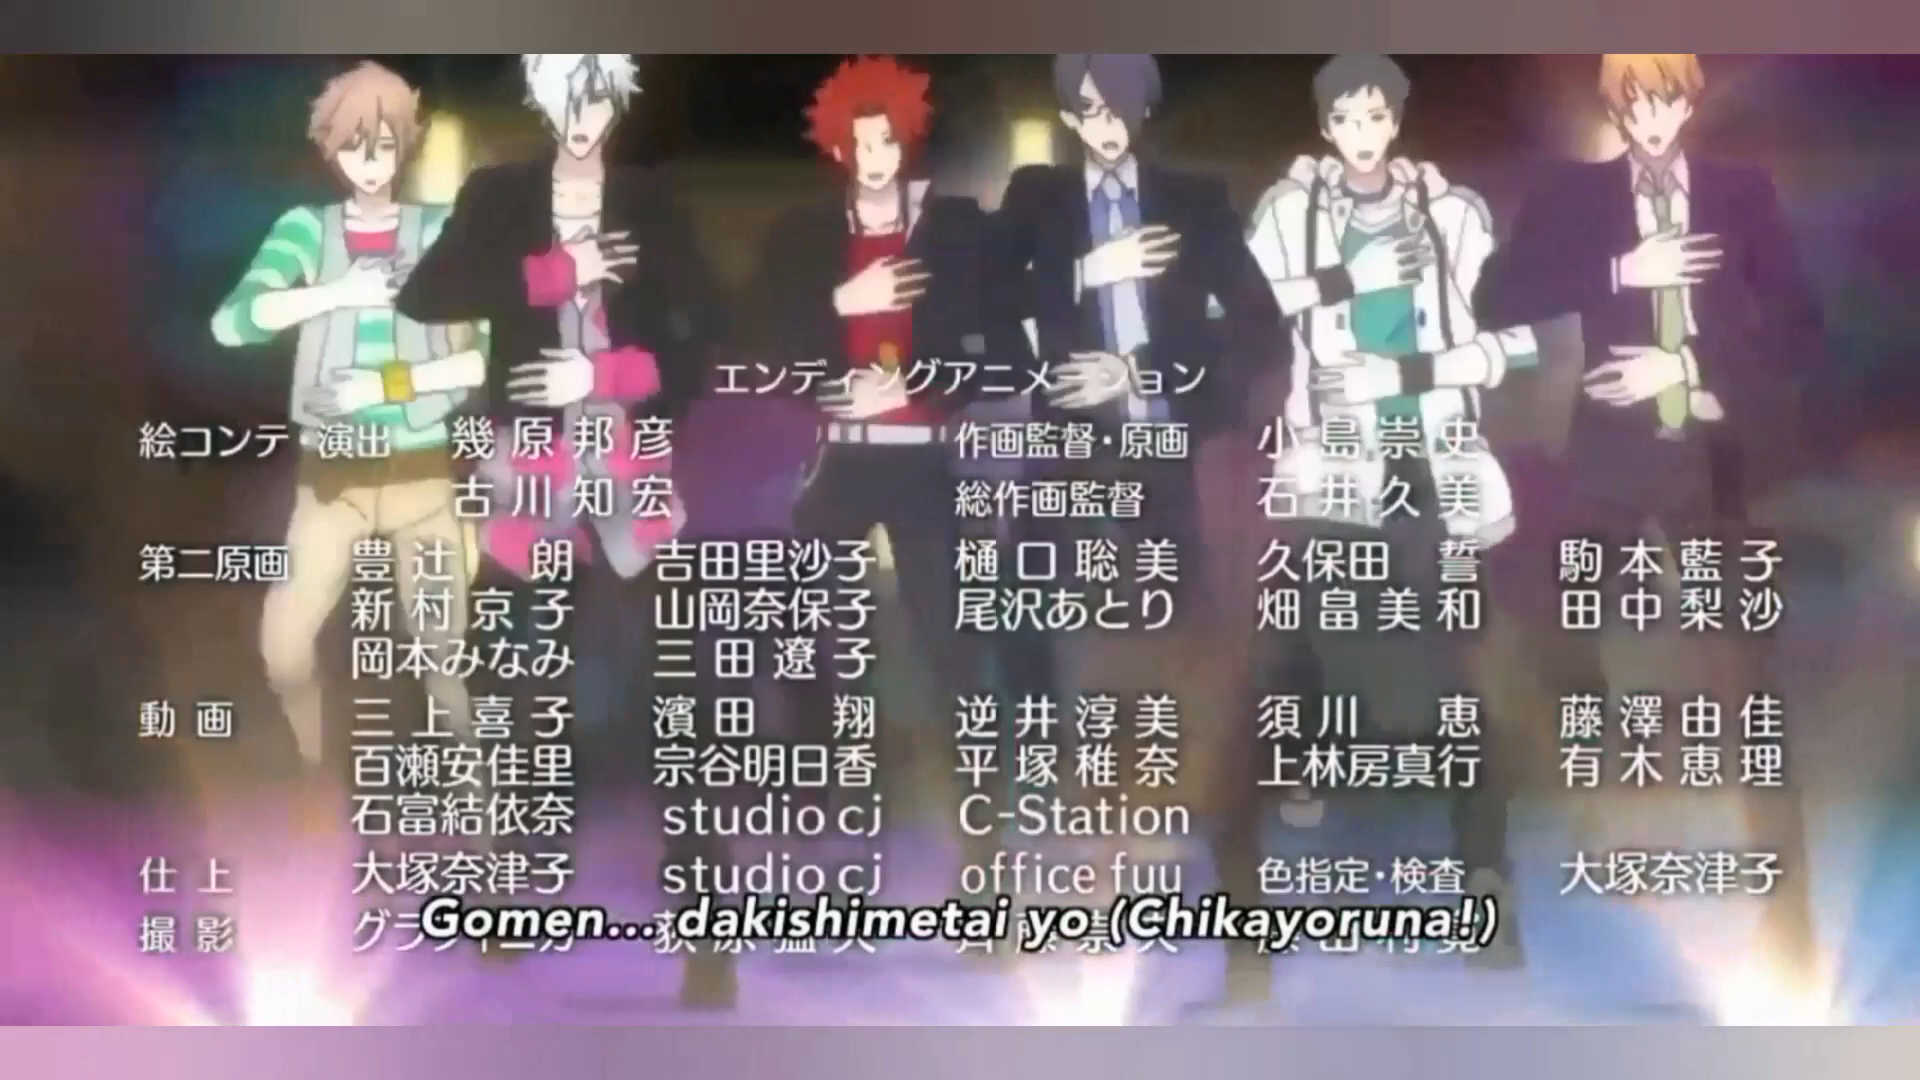 エンディングアニメーション
絵コンテ・演出 幾原邦彦 作画監督・原画 小島崇史
古川知宏 総作画監督 石井久美
第二原画 豊辻 朗 吉田里沙子 樋口聡美 久保田 誓 駒本藍子
新村京子 山岡奈保子 尾沢あとり 畑畠美和 田中梨沙
岡本みなみ 三田遼子
動画 三上喜子 濱田 翔 逆井淳美 須川 恵 藤澤由佳
百瀬安佳里 宗谷明日香 平塚稚奈 上林房真行 有木恵理
石富結依奈 studio cj C-Station
仕上 大塚奈津子 studio cj office fuu 色指定・検査 大塚奈津子
撮影
Gomen... dakishimetai yo (Chikayoruna!)